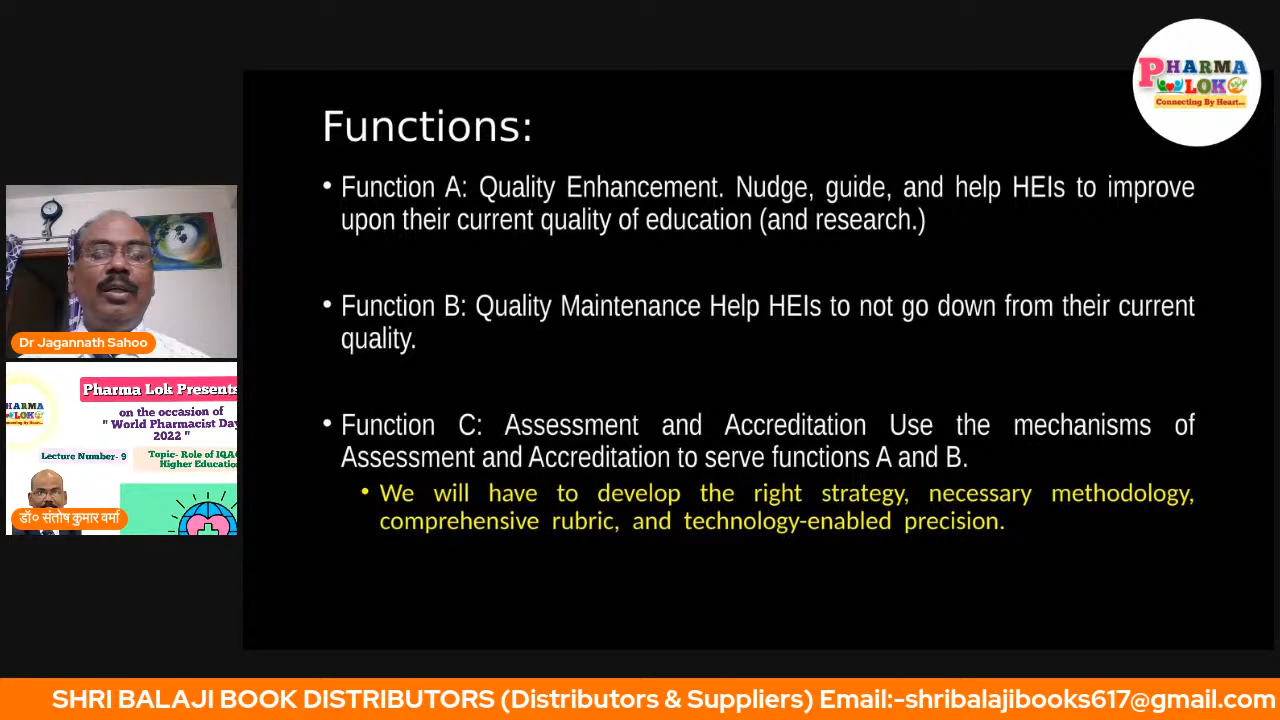 PHARMA
LOK
Connecting By Heart...
Functions:
• Function A: Quality Enhancement. Nudge, guide, and help HEIs to improve
upon their current quality of education (and research.)
• Function B: Quality Maintenance Help HEIs to not go down from their current
quality.
• Function C: Assessment and Accreditation Use the mechanisms of
Assessment and Accreditation to serve functions A and B.
• We will have to develop the right strategy, necessary methodology,
comprehensive rubric, and technology-enabled precision.
Dr Jagannath Sahoo
HARMA
LOK
Pharma Lok Presents
on the occasion of
" World Pharmacist Day
2022 "
Lecture Number- 9
Topic- Role of IQAC
Higher Education
डॉ० संतोष कुमार वर्मा
SHRI BALAJI BOOK DISTRIBUTORS (Distributors & Suppliers) Email:-shribalajibooks617@gmail.com